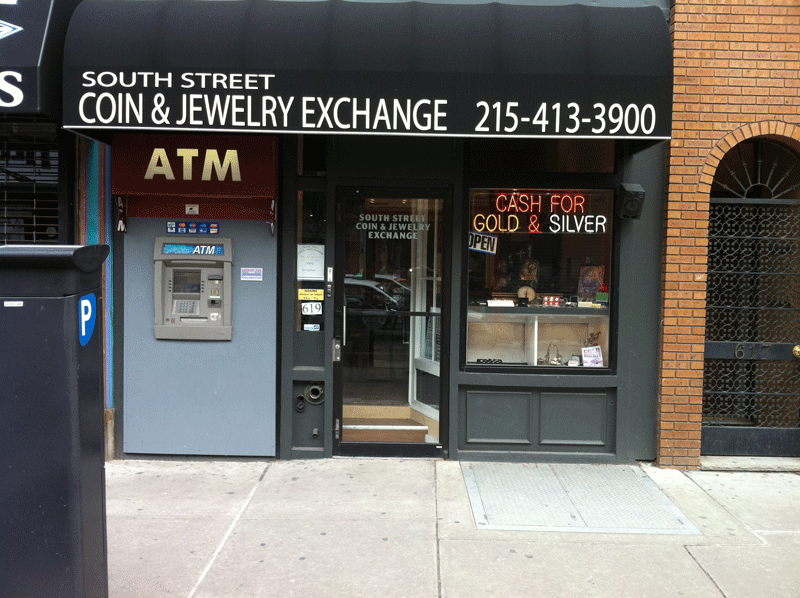 S
SOUTH STREET
COIN & JEWELRY EXCHANGE 215-413-3900
ATM
ATM
SOUTH STREET
COIN & JEWELRY
EXCHANGE
CASH FOR
GOLD & SILVER
OPEN
619
P